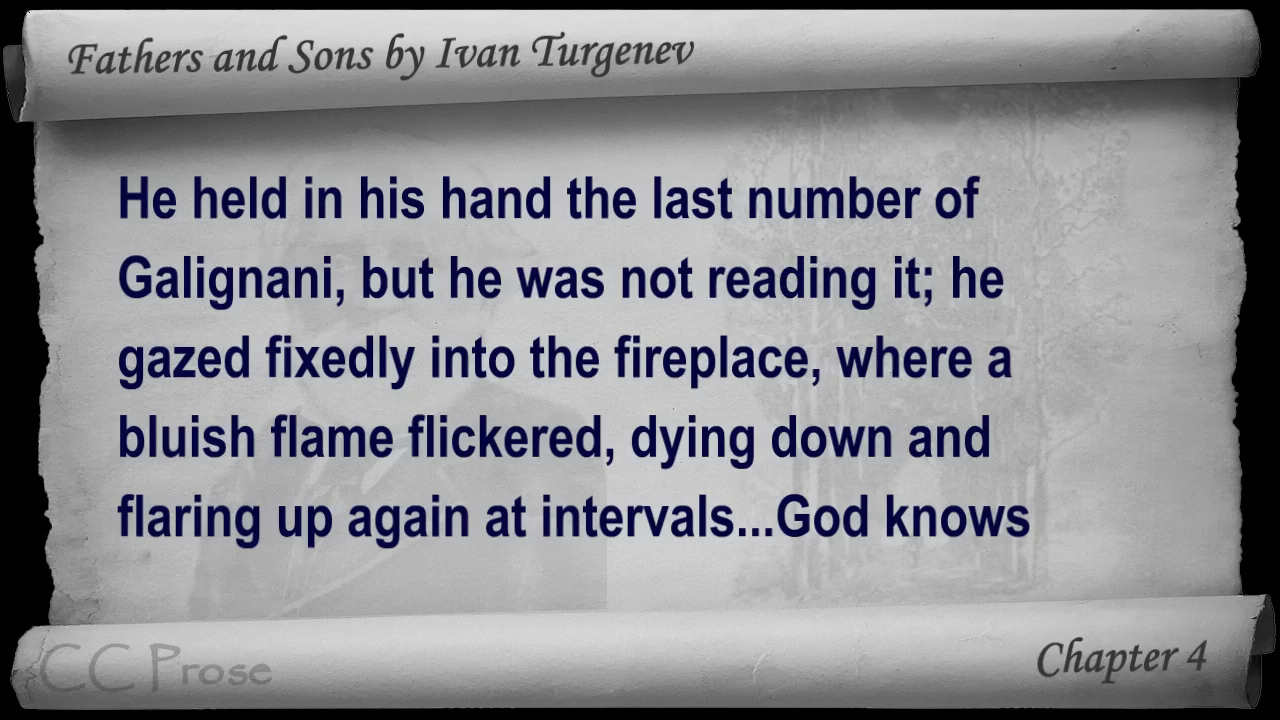 Fathers and Sons by Ivan Turgenev
He held in his hand the last number of
Galignani, but he was not reading it; he
gazed fixedly into the fireplace, where a
bluish flame flickered, dying down and
flaring up again at intervals...God knows
CC Prose
Chapter 4